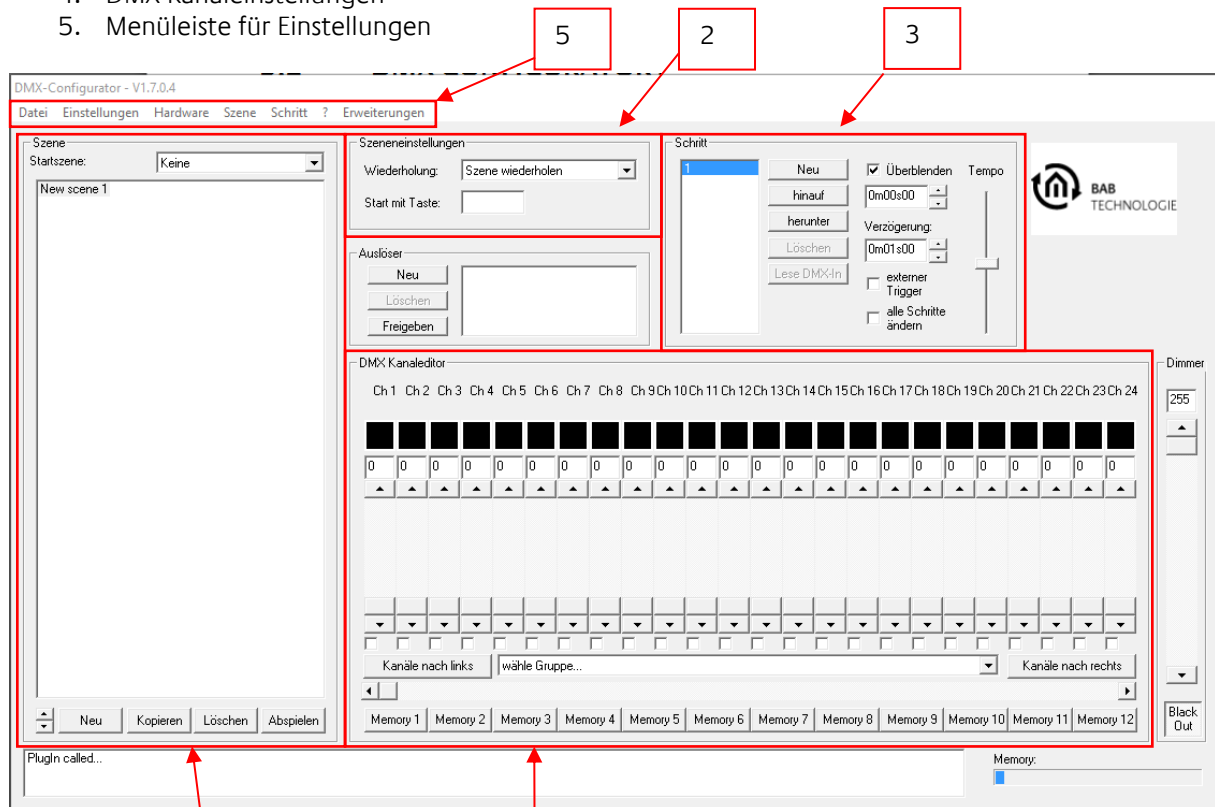 5. Menüleiste für Einstellungen
5
2
3
DMX-Configurator - V1.7.0.4
Datei Einstellungen Hardware Szene Schritt ? Erweiterungen
Szene
Startszene: Keine
New scene 1
Neu Kopieren Löschen Abspielen
Szeneneinstellungen
Wiederholung: Szene wiederholen
Start mit Taste:
Auslöser
Neu
Löschen
Freigeben
Schritt
1
Neu
hinauf
herunter
Löschen
Lese DMX-In
Überblenden
0m00s00
Verzögerung:
0m01s00
externer
Trigger
alle Schritte
ändern
Tempo
BAB
TECHNOLOGIE
DMX Kanaleditor
Ch 1 Ch 2 Ch 3 Ch 4 Ch 5 Ch 6 Ch 7 Ch 8 Ch 9 Ch 10 Ch 11 Ch 12 Ch 13 Ch 14 Ch 15 Ch 16 Ch 17 Ch 18 Ch 19 Ch 20 Ch 21 Ch 22 Ch 23 Ch 24
0 0 0 0 0 0 0 0 0 0 0 0 0 0 0 0 0 0 0 0 0 0 0 0
Kanäle nach links wähle Gruppe... Kanäle nach rechts
Memory 1 Memory 2 Memory 3 Memory 4 Memory 5 Memory 6 Memory 7 Memory 8 Memory 9 Memory 10 Memory 11 Memory 12
Dimmer
255
Black
Out
PlugIn called...
Memory: